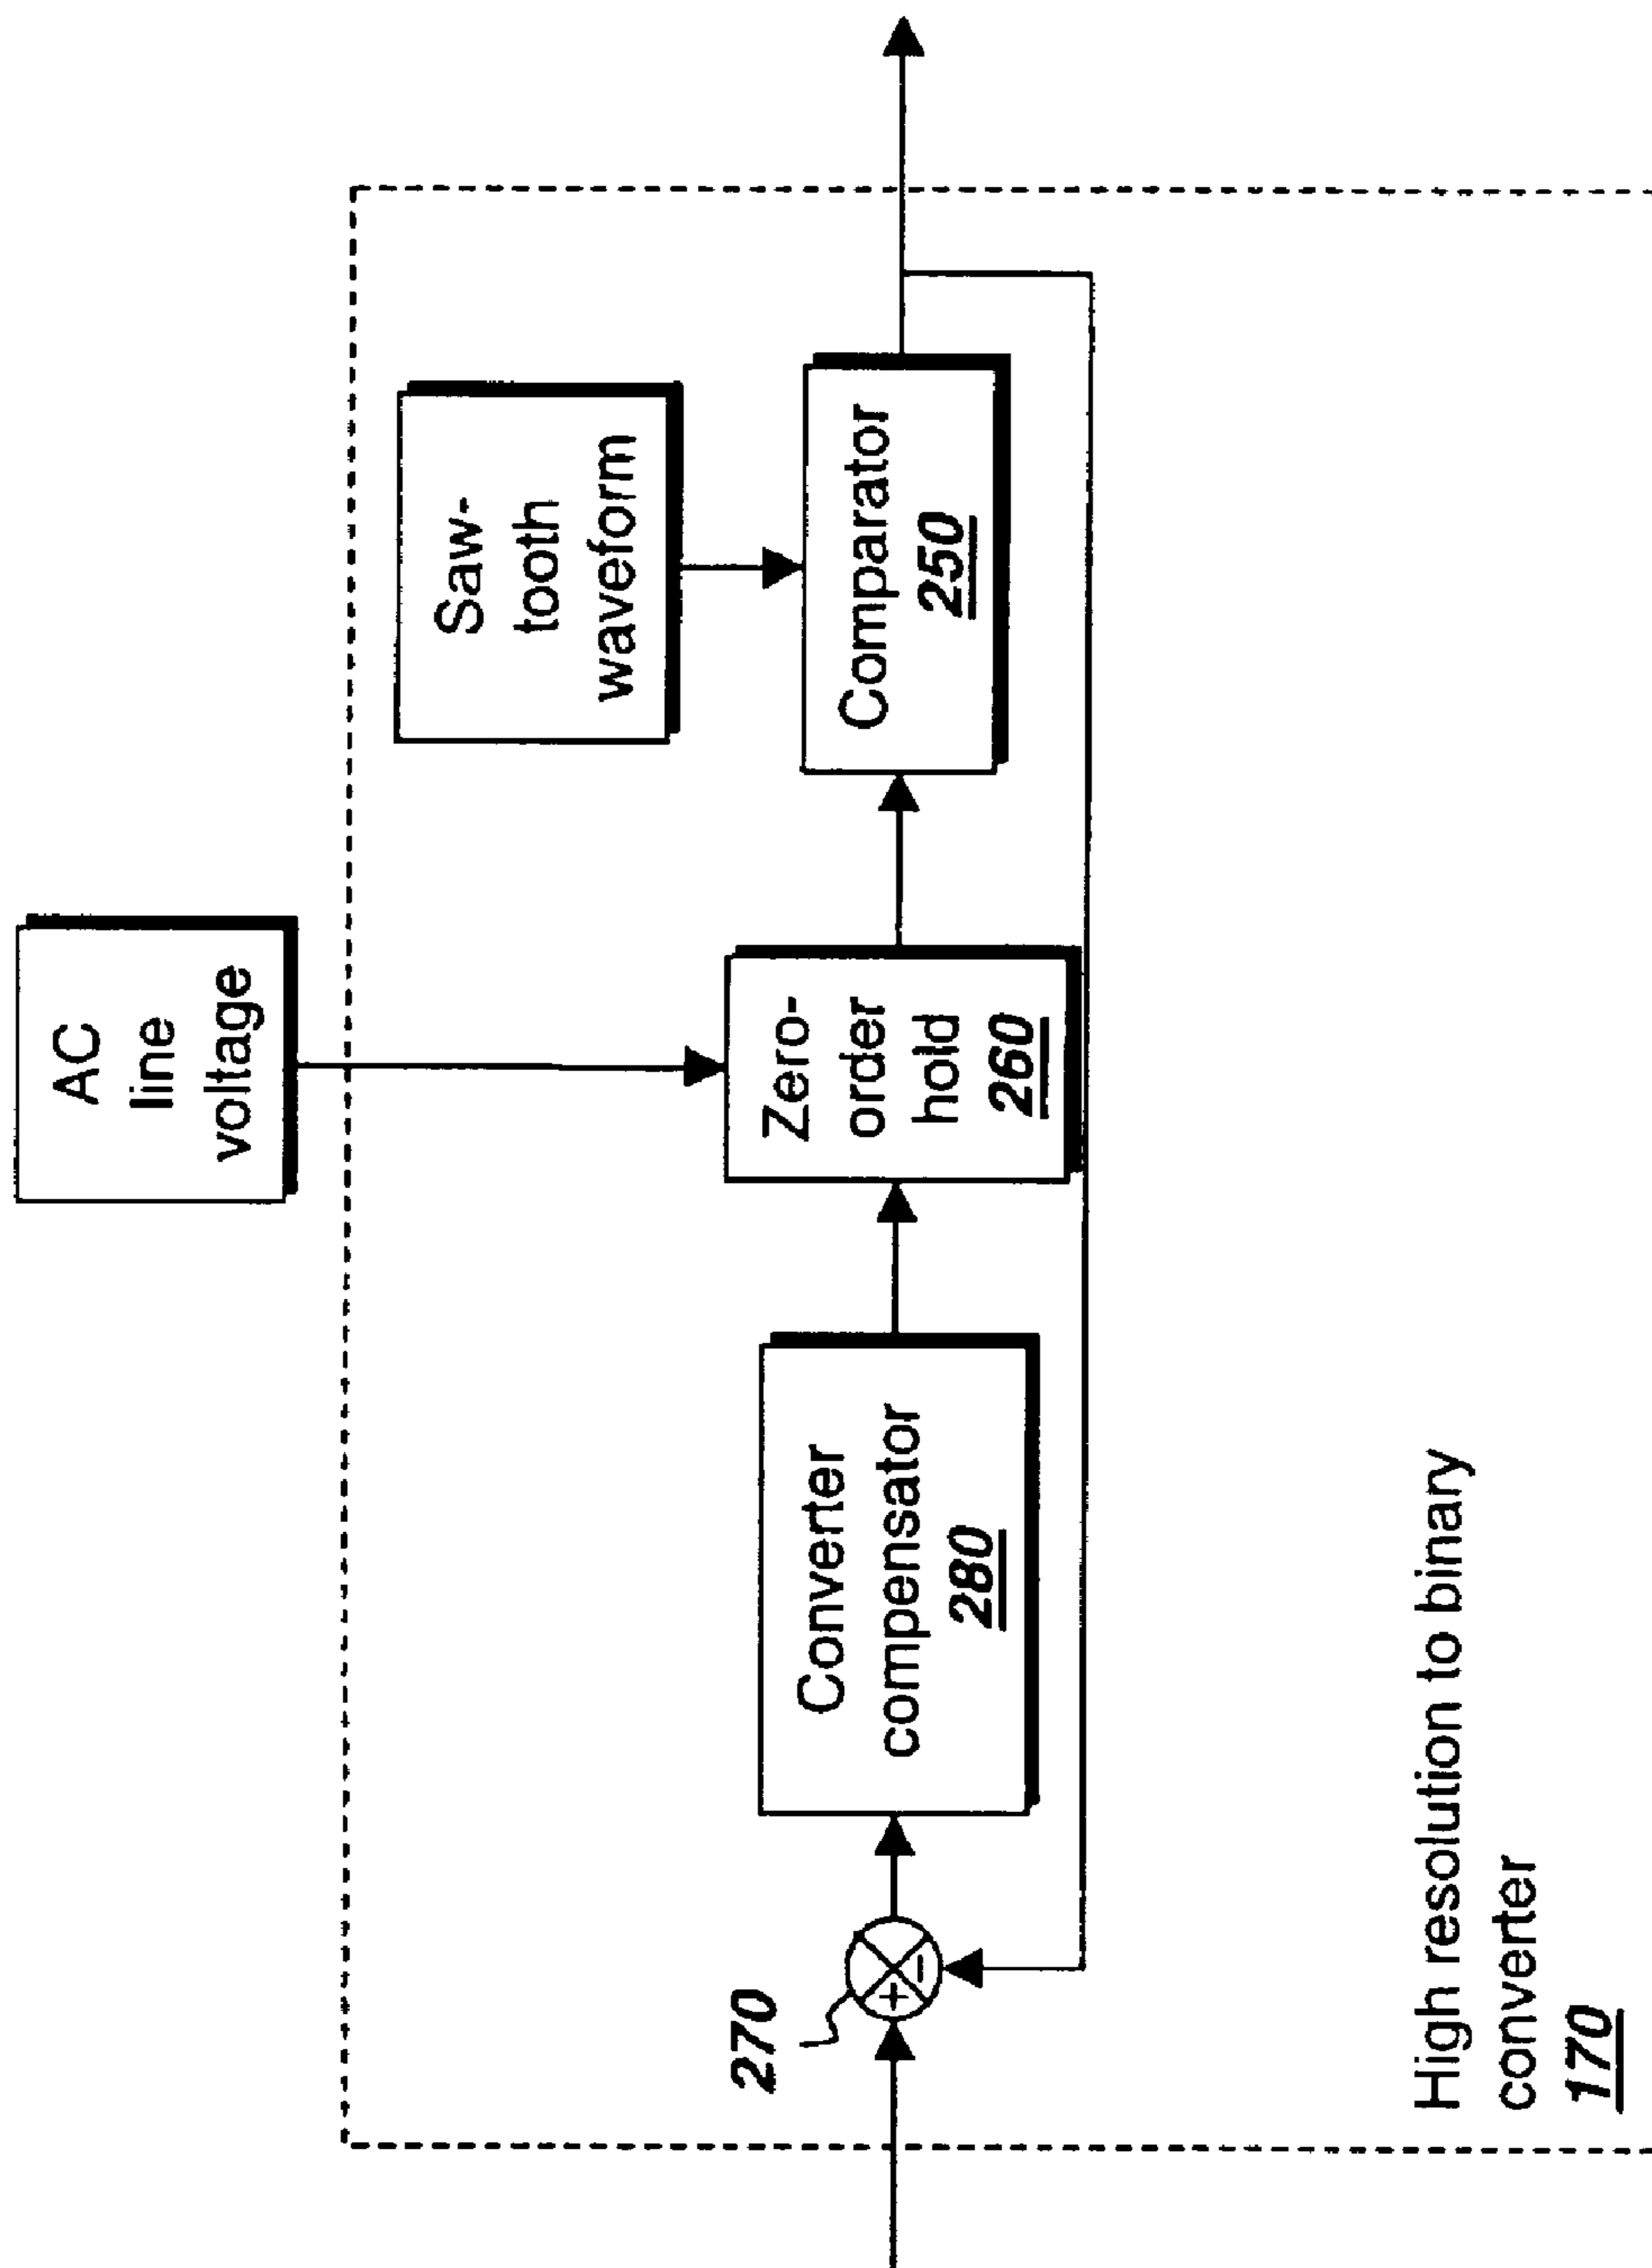 AC
line
voltage
Saw-
tooth
waveform
270
Converter
compensator
280
Zero-
order
hold
260
Comparator
250
High resolution to binary
converter
170